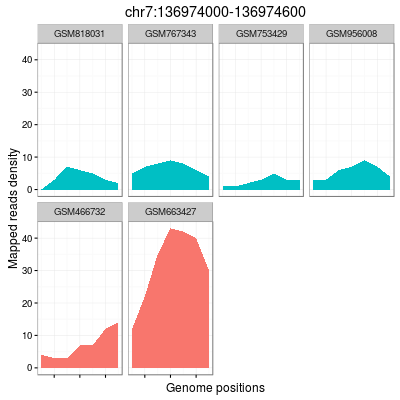 chr7:136974000-136974600
GSM818031 GSM767343 GSM753429 GSM956008
40
30
20
10
0
Mapped reads density
GSM466732 GSM663427
40
30
20
10
0
Genome positions